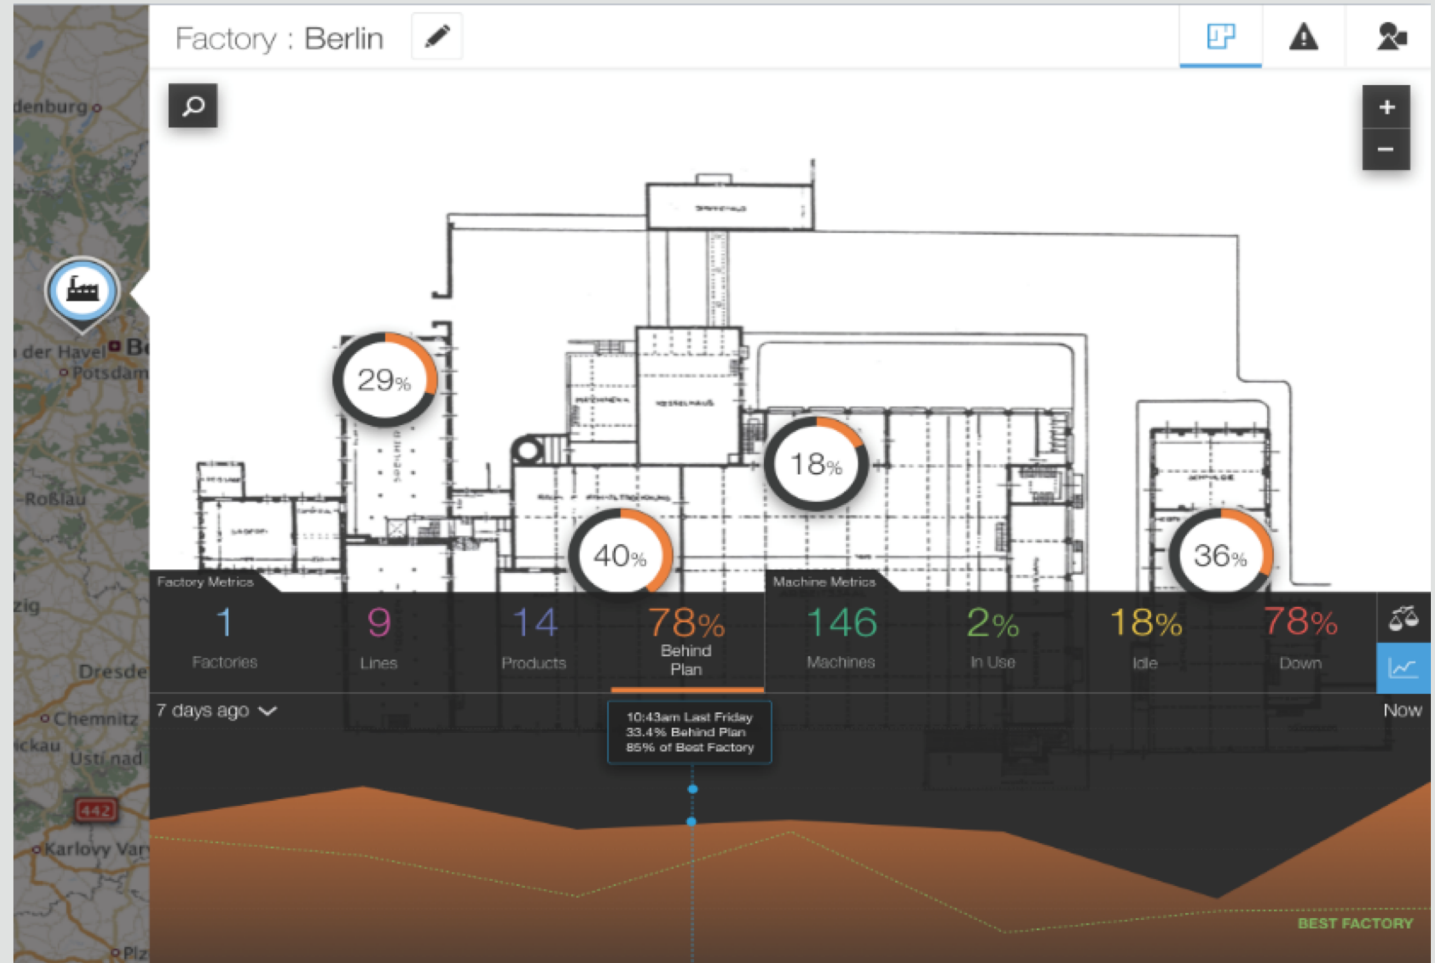 Factory : Berlin
denburg
der Havel
Be
Potsdam
-Roßlau
zig
Dresde
Chemnitz
ickau
Ustí nad
442
Karlovy Vary
Plz
29%
18%
40%
36%
KESSELHAUS
Factory Metrics
1
Factories
9
Lines
14
Products
78%
Behind
Plan
Machine Metrics
146
Machines
2%
In Use
18%
Idle
78%
Down
7 days ago
Now
10:43am Last Friday
33.4% Behind Plan
85% of Best Factory
BEST FACTORY